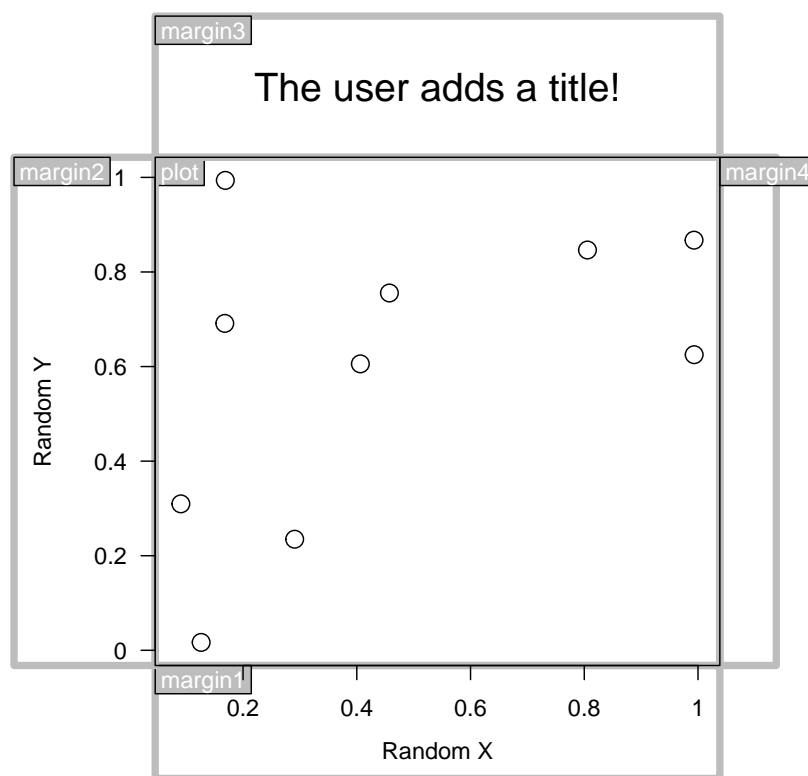 margin3
The user adds a title!
margin2
plot
margin4
1
0.8
0.6
0.4
0.2
0
Random Y
margin1
0.2 0.4 0.6 0.8 1
Random X